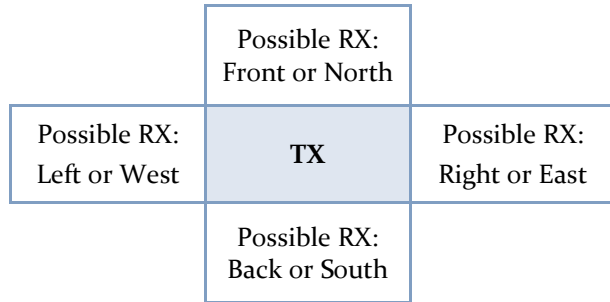 Possible RX:
Front or North
Possible RX:
Left or West
TX
Possible RX:
Right or East
Possible RX:
Back or South